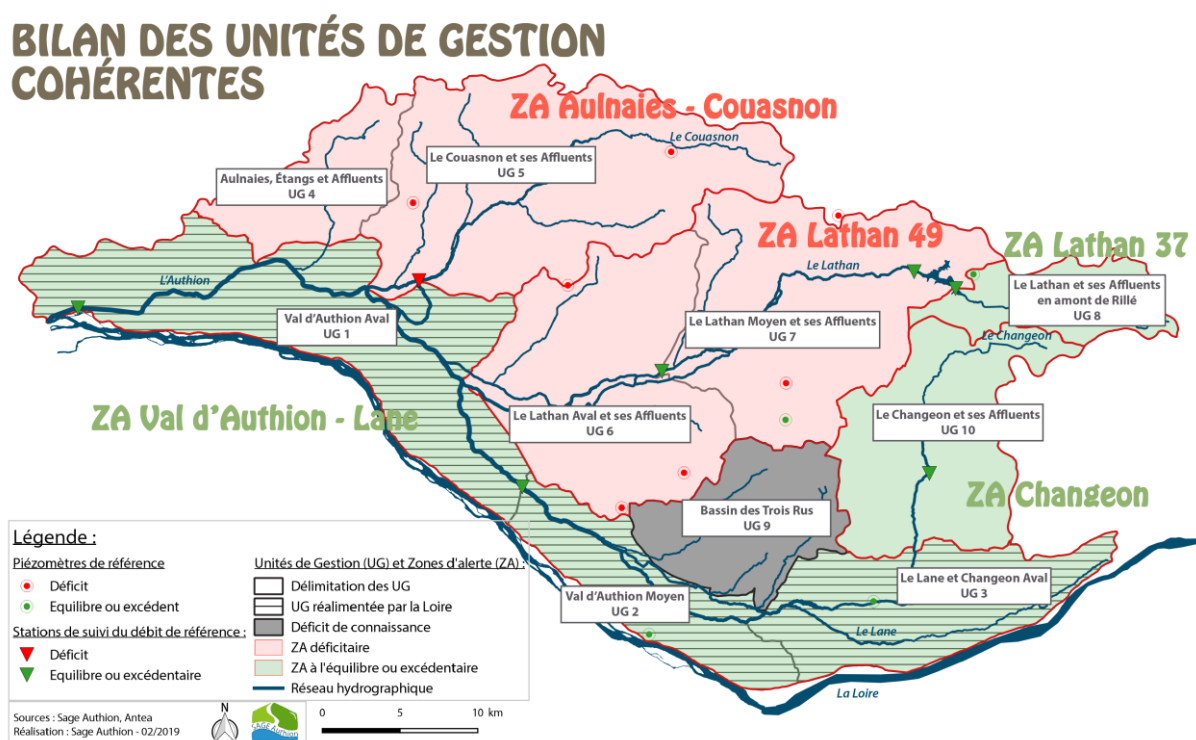 BILAN DES UNITÉS DE GESTION
COHÉRENTES
ZA Aulnaies - Couasnon
Le Couasnon
Le Couasnon et ses Affluents
UG 5
Aulnaies, Étangs et Affluents
UG 4
ZA Lathan 49
ZA Lathan 37
Le Lathan
L'Authion
Le Lathan et ses Affluents
en amont de Rillé
UG 8
Val d'Authion Aval
UG 1
Le Lathan Moyen et ses Affluents
UG 7
Le Changeon
ZA Val d'Authion - Lane
Le Lathan Aval et ses Affluents
UG 6
Le Changeon et ses Affluents
UG 10
ZA Changeon
Bassin des Trois Rus
UG 9
Le Lane et Changeon Aval
UG 3
Val d'Authion Moyen
UG 2
Le Lane
La Loire
Légende :
Piézomètres de référence
Déficit
Equilibre ou excédent
Stations de suivi du débit de référence :
Déficit
Equilibre ou excédentaire
Unités de Gestion (UG) et Zones d'alerte (ZA) :
Délimitation des UG
UG réalimentée par la Loire
Déficit de connaissance
ZA déficitaire
ZA à l'équilibre ou excédentaire
Réseau hydrographique
Sources : Sage Authion, Antea
Réalisation : Sage Authion - 02/2019
N
SAGE Authion
0 5 10 km